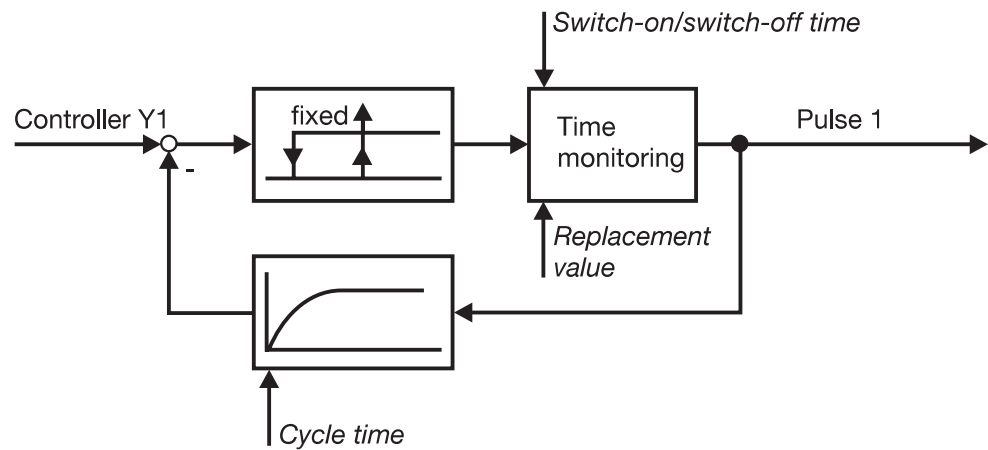 Switch-on/switch-off time
Controller Y1
fixed
Time
monitoring
Pulse 1
-
Replacement
value
Cycle time